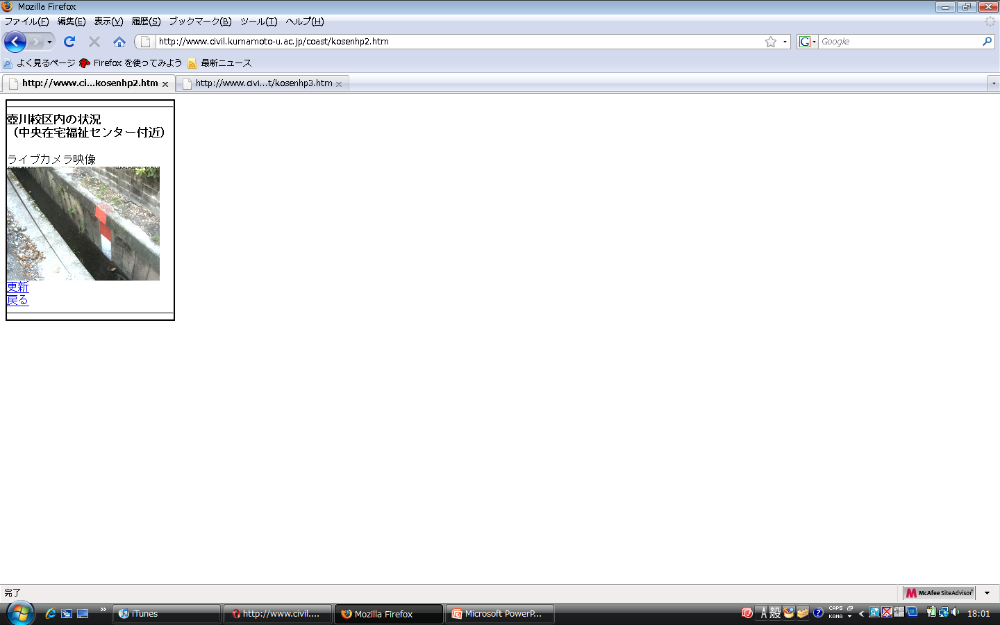 Mozilla Firefox
ファイル(F) 編集(E) 表示(V) 履歴(S) ブックマーク(B) ツール(T) ヘルプ(H)
http://www.civil.kumamoto-u.ac.jp/coast/kosenhp2.htm
Google
よく見るページ Firefox を使ってみよう 最新ニュース
http://www.ci...kosenhp2.htm http://www.civi...t/kosenhp3.htm
壺川校区内の状況
（中央在宅福祉センター付近）
ライブカメラ映像
更新
戻る
完了
McAfee SiteAdvisor
iTunes http://www.civil.... Mozilla Firefox Microsoft PowerP...
A 般 CAPS KANA 18:01